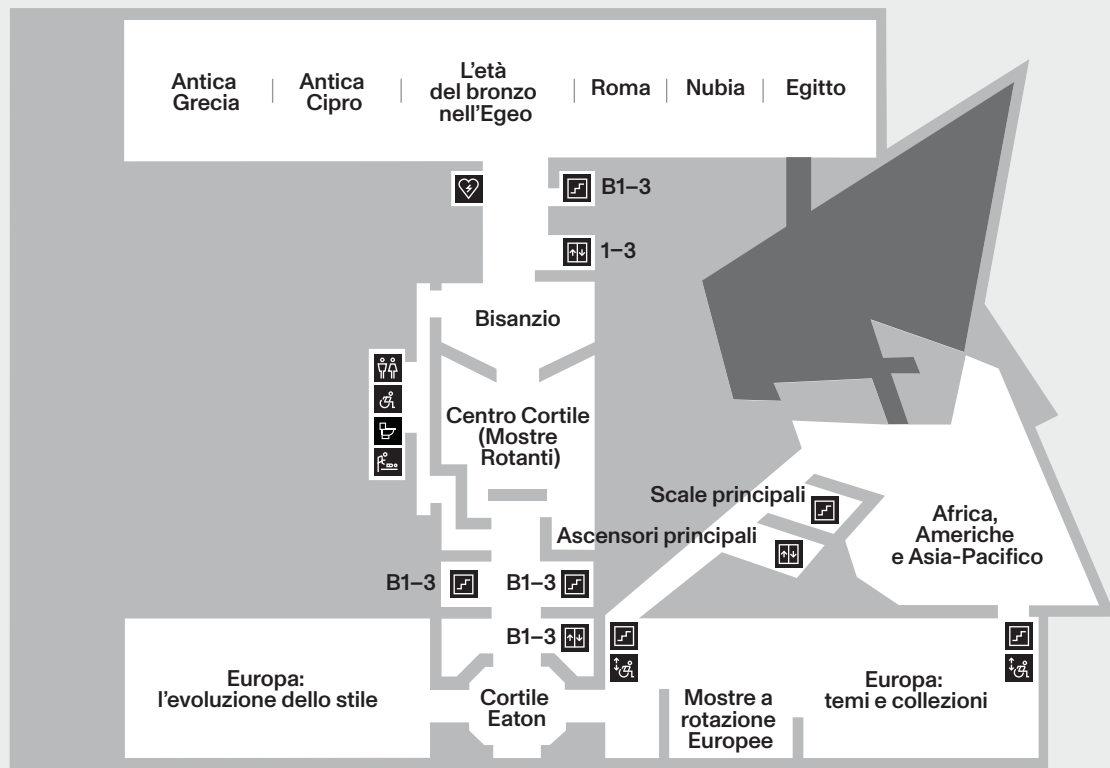 Antica
Grecia
Antica
Cipro
L'età
del bronzo
nell'Egeo
Roma
Nubia
Egitto
B1–3
1–3
Bisanzio
Centro Cortile
(Mostre
Rotanti)
Scale principali
Ascensori principali
Africa,
Americhe
e Asia-Pacifico
B1–3
B1–3
B1–3
Europa:
l'evoluzione dello stile
Cortile
Eaton
Mostre a
rotazione
Europee
Europa:
temi e collezioni